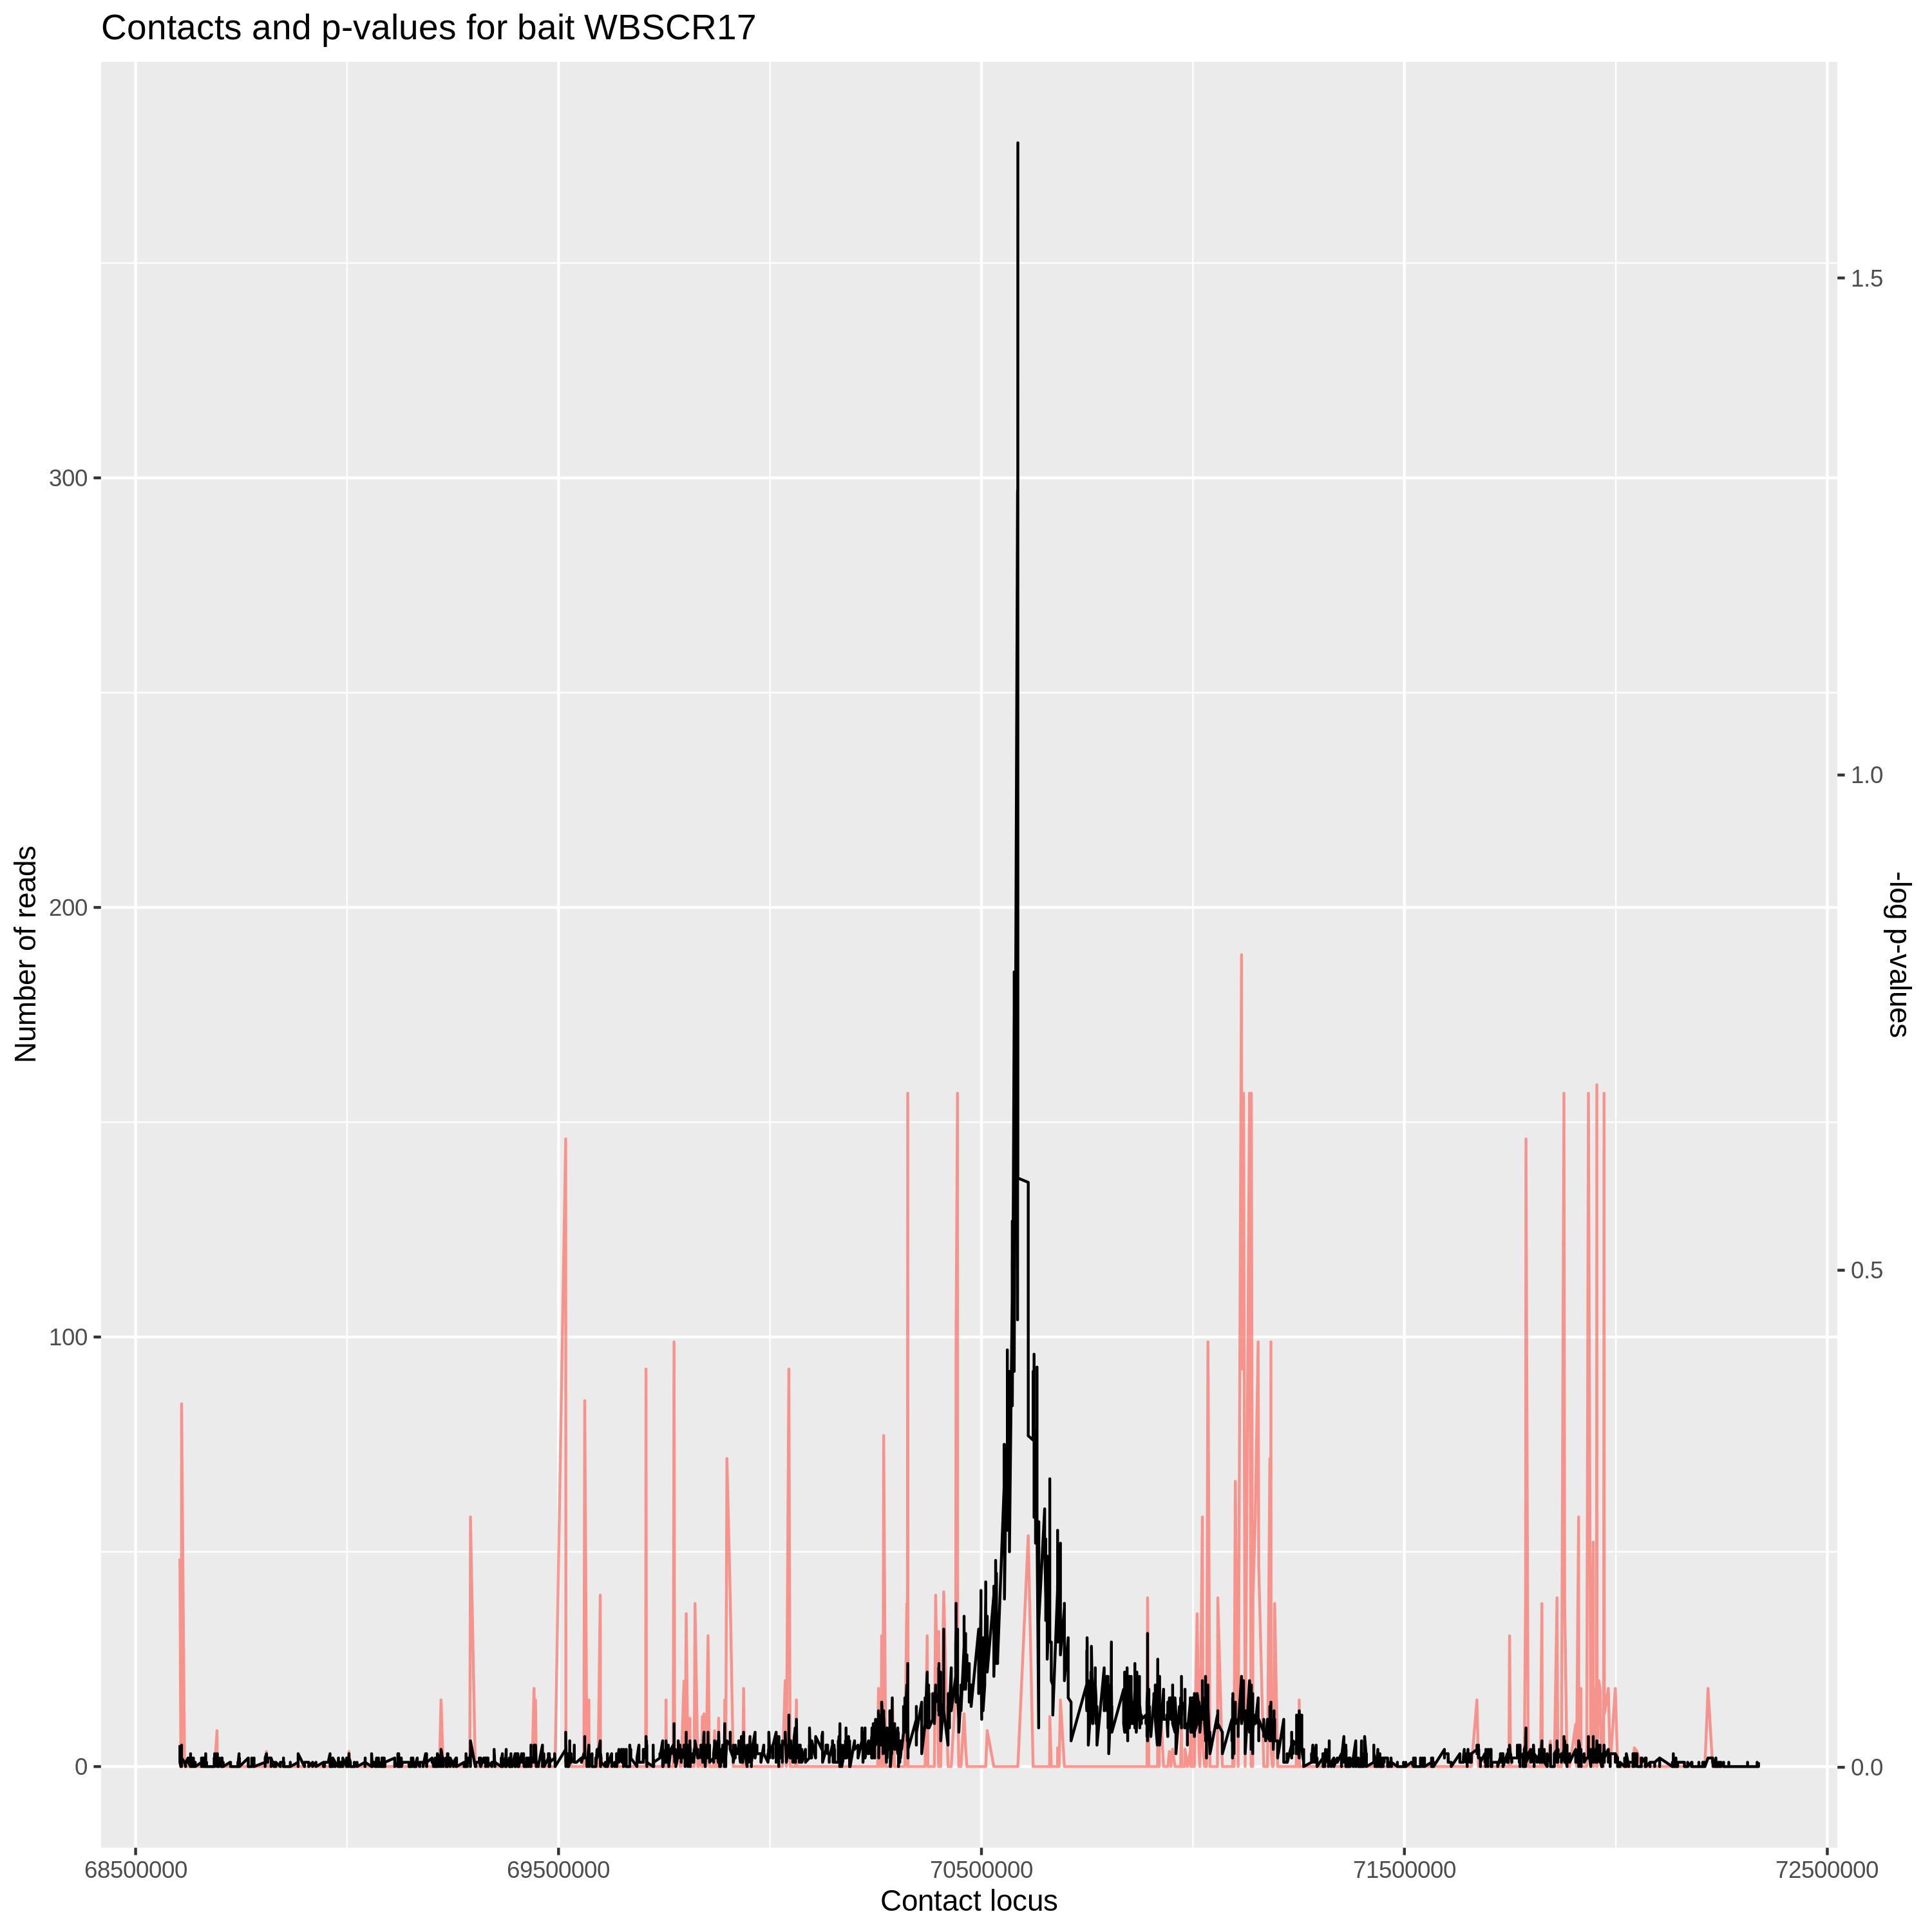 Contacts and p-values for bait WBSCR17
Number of reads
300
200
100
0
1.5
1.0
0.5
0.0
-log p-values
68500000 69500000 70500000 71500000 72500000
Contact locus